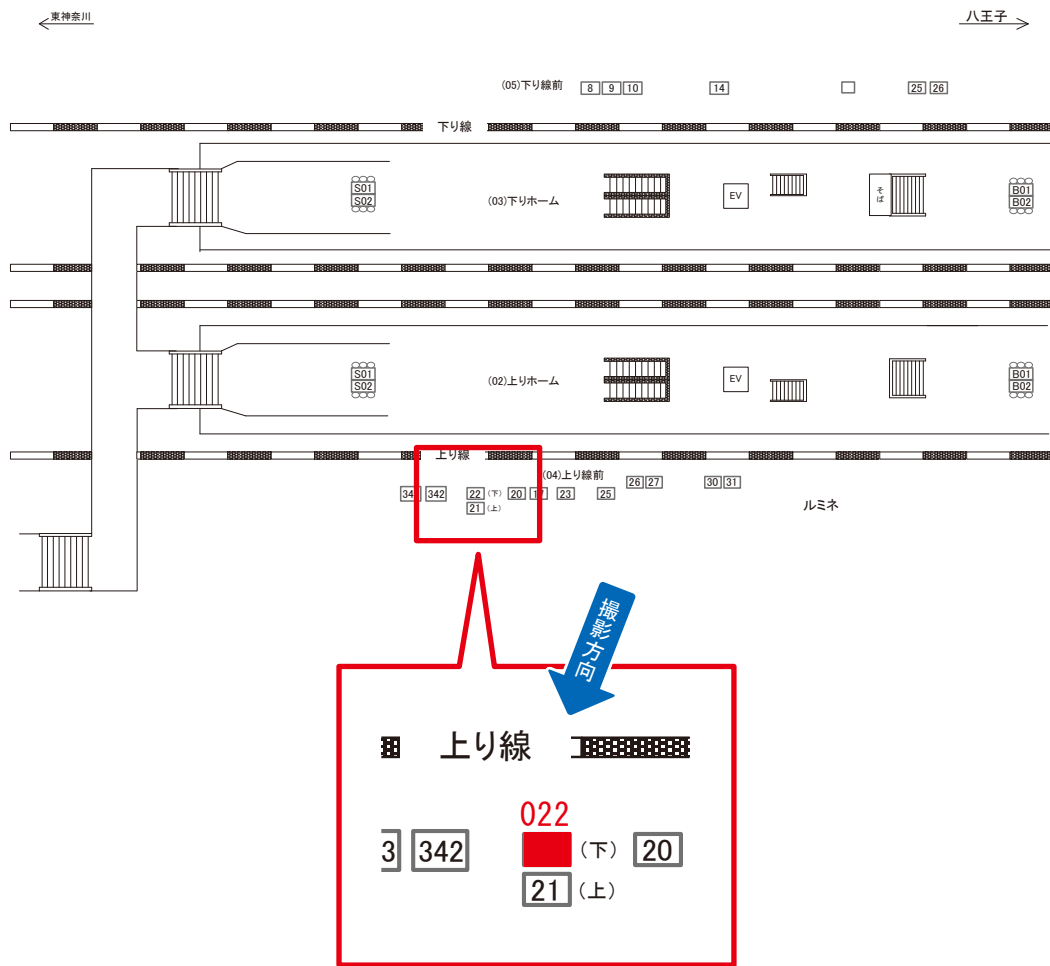 東神奈川
八王子
(05)下り線前 8 9 10 14 25 26
下り線
S01
S02
(03)下りホーム
EV
そば
B01
B02
S01
S02
(02)上りホーム
EV
B01
B02
上り線
(04)上り線前
26 27 30 31
342 22 (下) 20 17 23 25
21 (上)
ルミネ
撮影方向
上り線
022
3 342 (下) 20
21 (上)